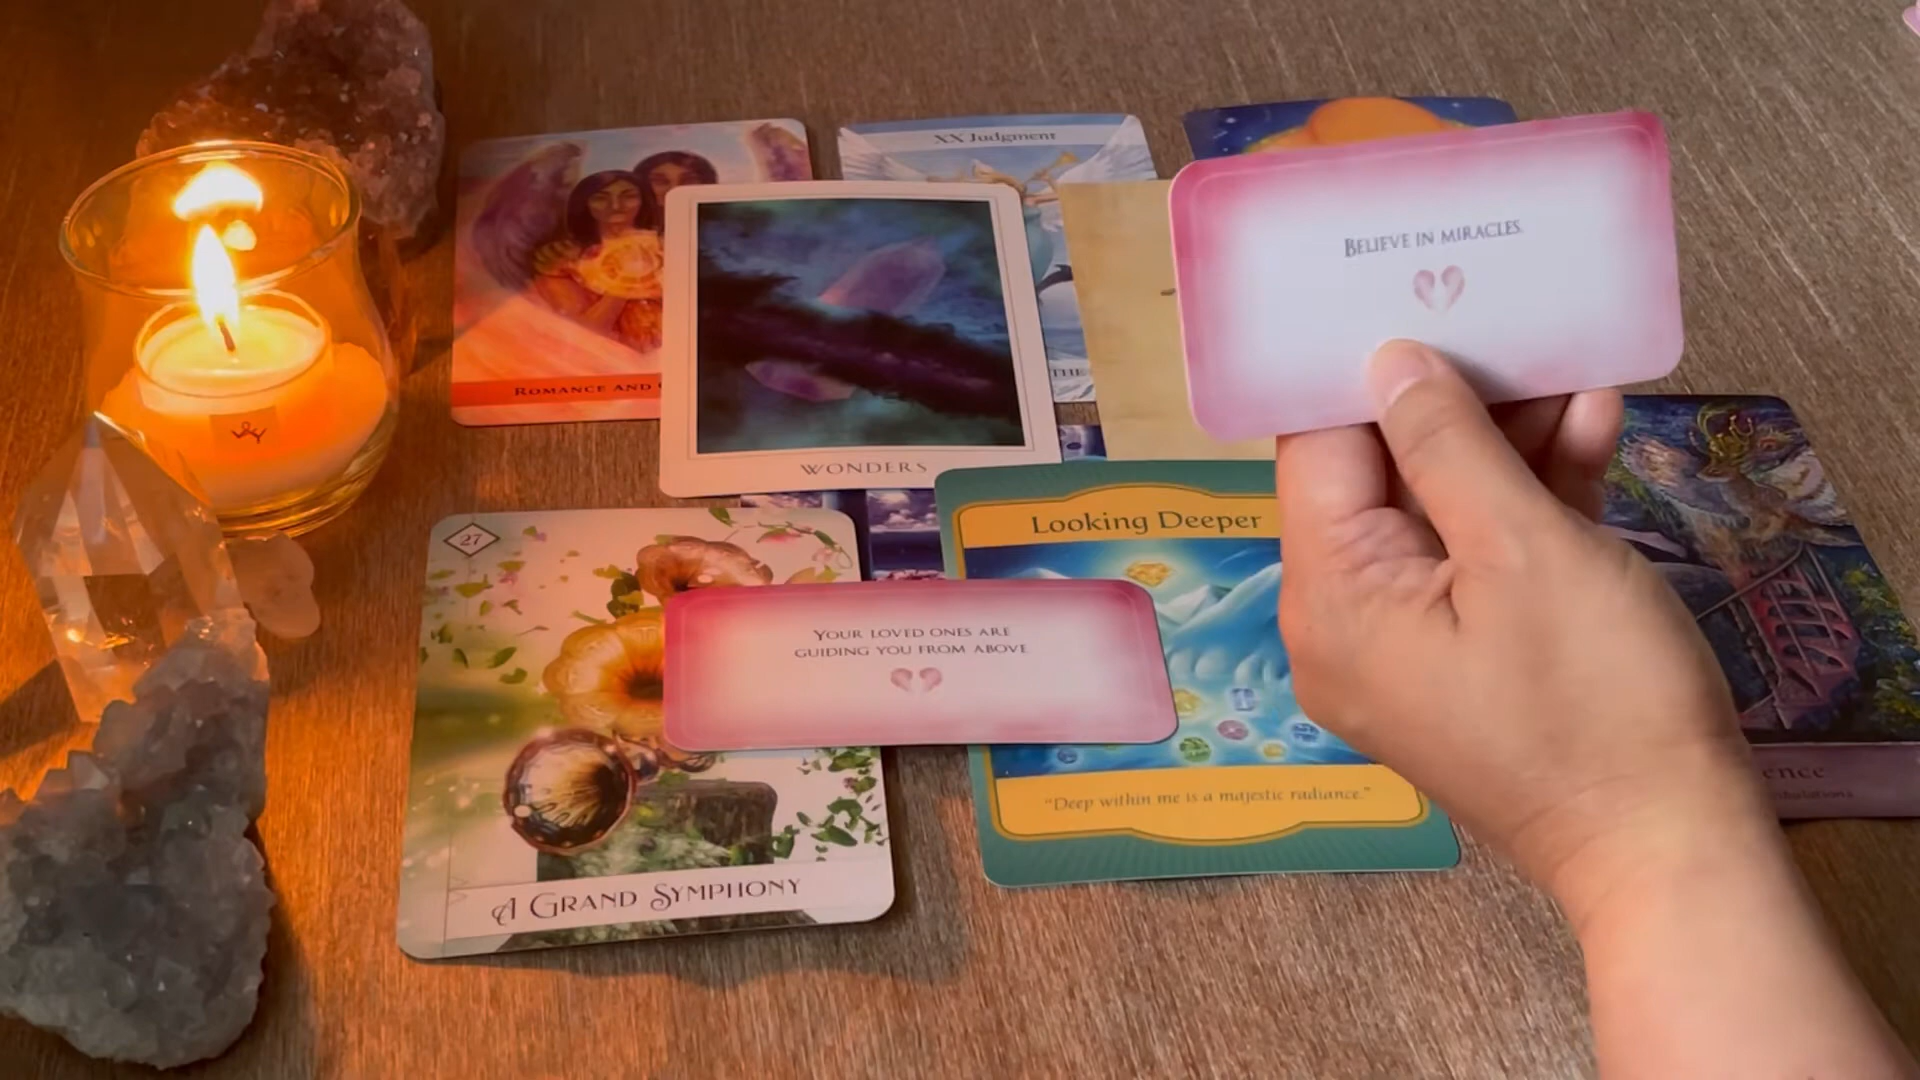 XX Judgment
BELIEVE IN MIRACLES.
ROMANCE AND
THE
WONDERS
27
Looking Deeper
YOUR LOVED ONES ARE
GUIDING YOU FROM ABOVE
"Deep within me is a majestic radiance."
A GRAND SYMPHONY